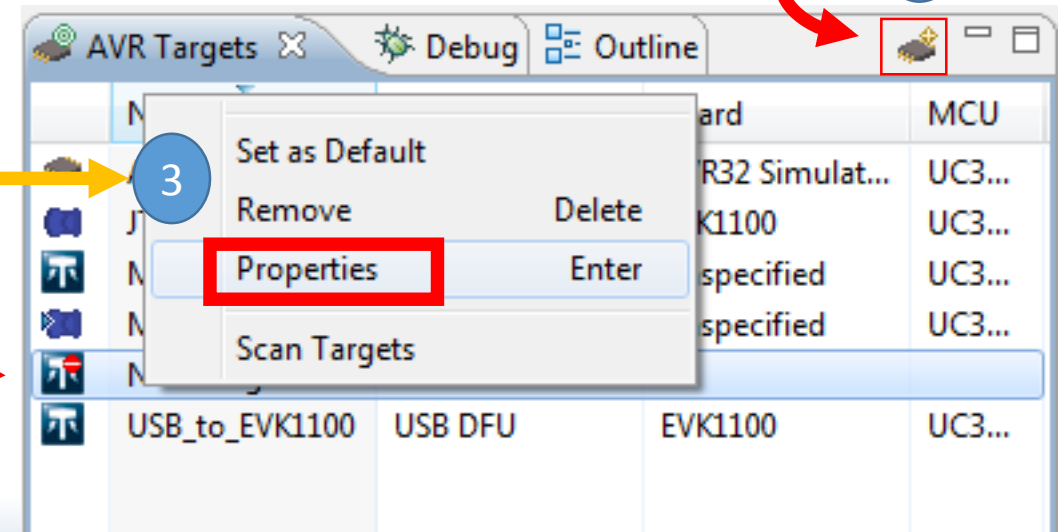 AVR Targets Debug Outline
N ard MCU
3 Set as Default R32 Simulat... UC3...
J Remove Delete K1100 UC3...
Properties Enter specified UC3...
specified UC3...
Scan Targets
N
USB_to_EVK1100 USB DFU EVK1100 UC3...